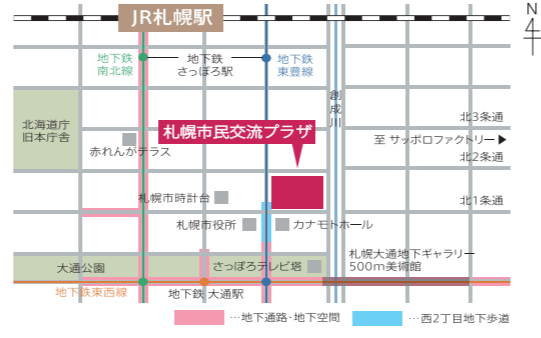 JR札幌駅
N
4
地下鉄
南北線
地下鉄
さっぽろ駅
地下鉄
東豊線
創成川
北海道庁
旧本庁舎
赤れんがテラス
札幌市民交流プラザ
北3条通
至 サッポロファクトリー▶
北2条通
札幌市時計台
北1条通
札幌市役所
カナモトホール
札幌大通地下ギャラリー
500m美術館
大通公園
さっぽろテレビ塔
地下鉄東西線
地下鉄 大通駅
…地下通路・地下空間
…西2丁目地下歩道